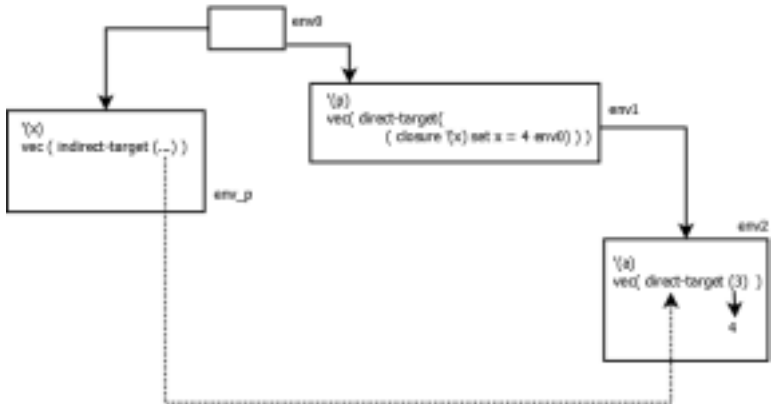 env0
'(p)
vec( direct-target(
( closure '(x) set x = 4 env0) ) )
env1
'(x)
vec ( indirect-target (...) )
env_p
env2
'(a)
vec( direct-target (3) )
4